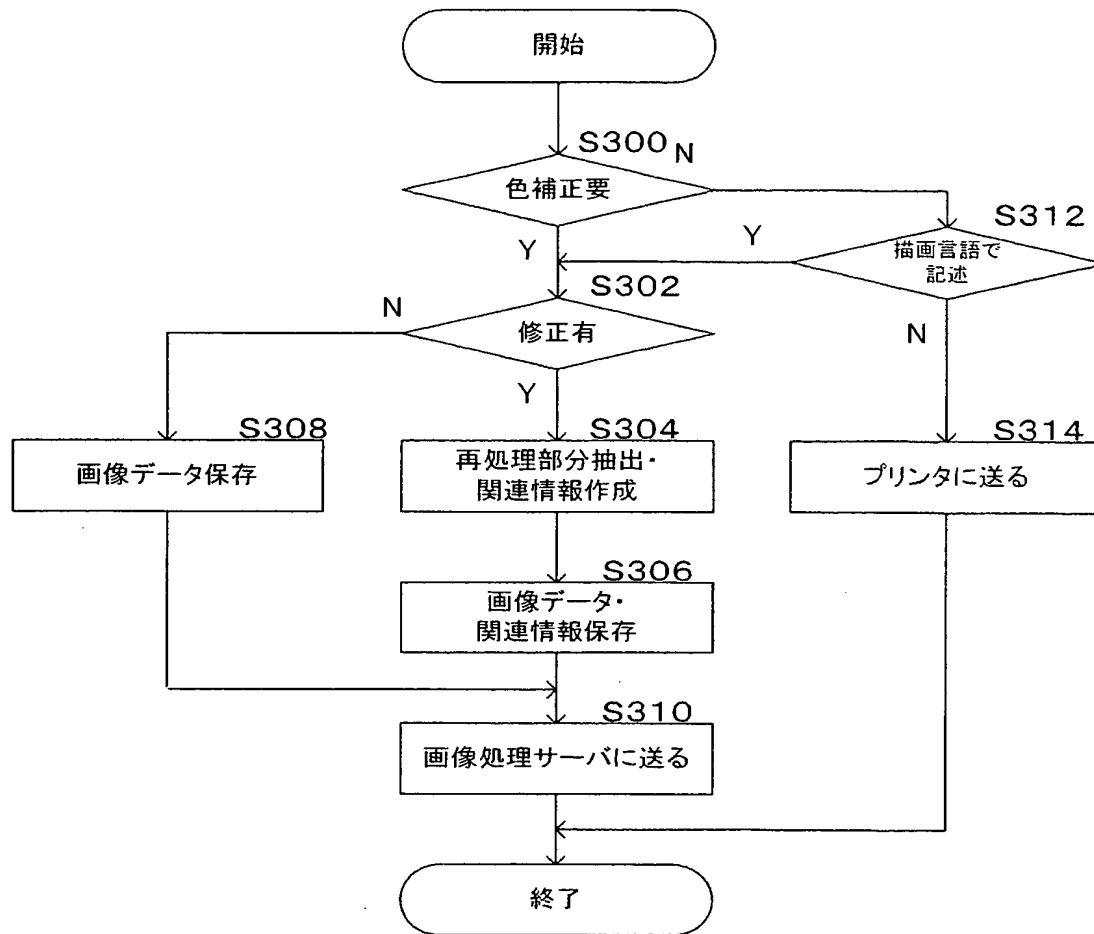 開始
S300
N
色補正要
S312
Y
Y
描画言語で
記述
S302
N
修正有
N
Y
S308
S304
S314
画像データ保存
再処理部分抽出・
関連情報作成
プリンタに送る
S306
画像データ・
関連情報保存
S310
画像処理サーバに送る
終了